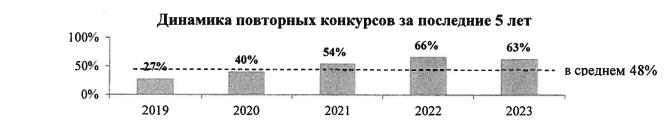 Динамика повторных конкурсов за последние 5 лет
100%
50%
0%
27%
40%
54%
66%
63%
в среднем 48%
2019 2020 2021 2022 2023